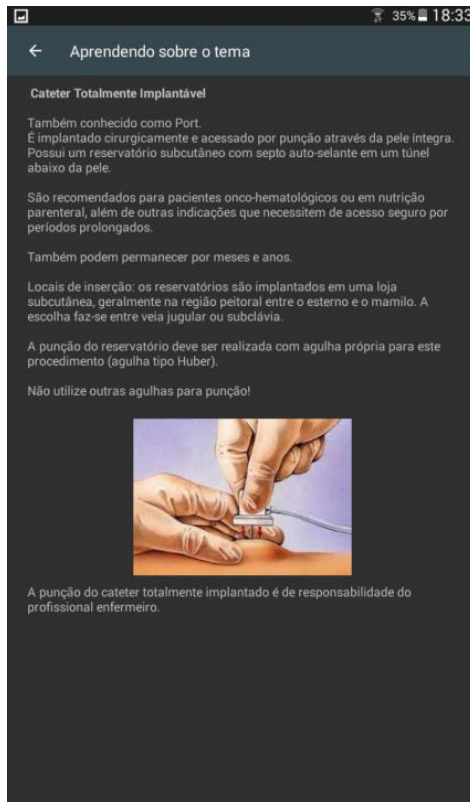 35% 18:33
Aprendendo sobre o tema
Cateter Totalmente Implantável
Também conhecido como Port.
É implantado cirurgicamente e acessado por punção através da pele íntegra.
Possui um reservatório subcutâneo com septo auto-selante em um túnel
abaixo da pele.
São recomendados para pacientes onco-hematológicos ou em nutrição
parenteral, além de outras indicações que necessitem de acesso seguro por
períodos prolongados.
Também podem permanecer por meses e anos.
Locais de inserção: os reservatórios são implantados em uma loja
subcutânea, geralmente na região peitoral entre o esterno e o mamilo. A
escolha faz-se entre veia jugular ou subclávia.
A punção do reservatório deve ser realizada com agulha própria para este
procedimento (agulha tipo Huber).
Não utilize outras agulhas para punção!
A punção do cateter totalmente implantado é de responsabilidade do
profissional enfermeiro.